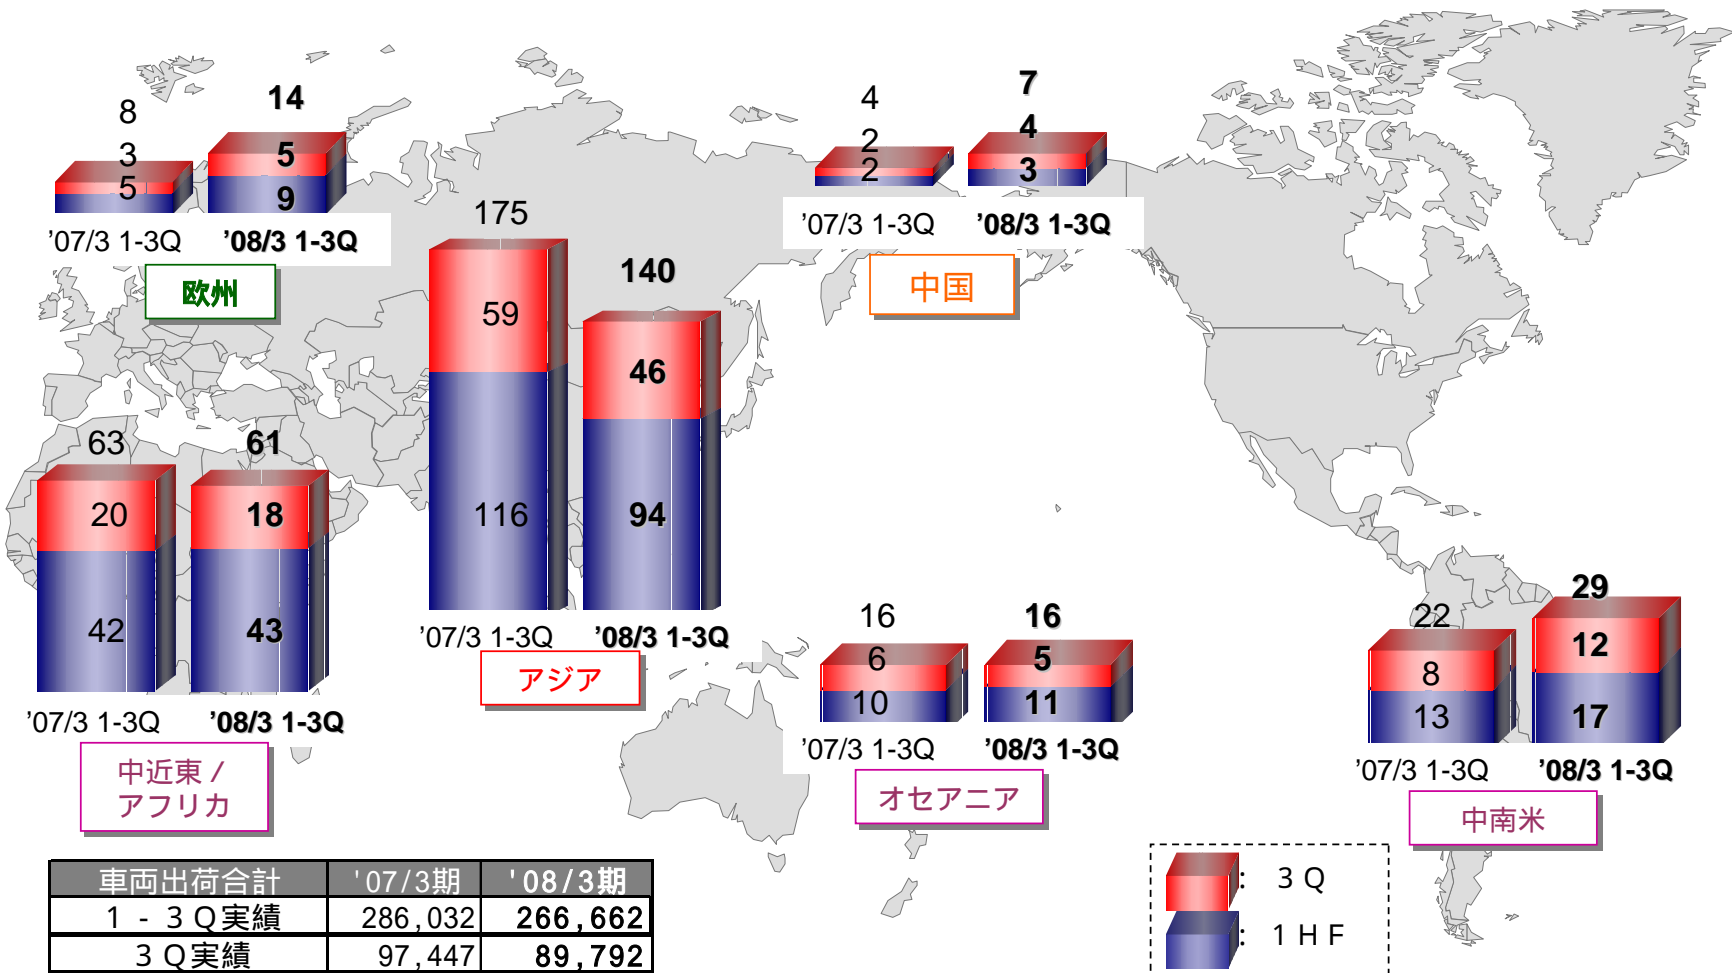 8
14
3
5
5
9
'07/3 1-3Q
'08/3 1-3Q
欧州
4
7
2
4
2
3
'07/3 1-3Q
'08/3 1-3Q
中国
175
140
59
46
116
94
'07/3 1-3Q
'08/3 1-3Q
アジア
63
61
20
18
42
43
'07/3 1-3Q
'08/3 1-3Q
中近東 /
アフリカ
16
16
6
5
10
11
'07/3 1-3Q
'08/3 1-3Q
オセアニア
22
29
8
12
13
17
'07/3 1-3Q
'08/3 1-3Q
中南米
車両出荷合計 '07/3期 '08/3期
1 - 3Q実績 286,032 266,662
3Q実績 97,447 89,792
: 3Q
: 1HF